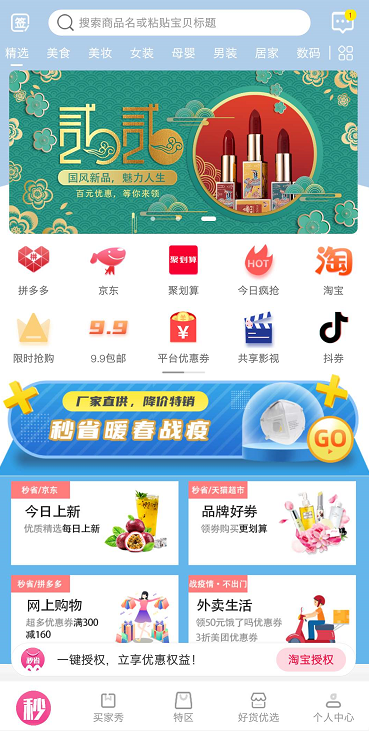 签
搜索商品名或粘贴宝贝标题
1
精选 美食 美妆 女装 母婴 男装 居家 数码
贰
国风新品，魅力人生
百元优惠，等你来领
聚划算
HOT
淘
拼多多 京东 聚划算 今日疯抢 淘宝
9.9
¥
限时抢购 9.9包邮 平台优惠券 共享影视 抖券
厂家直供，降价特销
秒省暖春战疫
GO
秒省/京东
今日上新
优质精选每日上新
秒省/天猫超市
品牌好券
领券购买更划算
秒省/拼多多
网上购物
超多优惠券满300
减160
战疫情·不出门
外卖生活
领50元饿了吗优惠券
3折美团优惠券
秒省
一键授权，立享优惠权益！
淘宝授权
秒
买家秀 特区 好货优选 个人中心